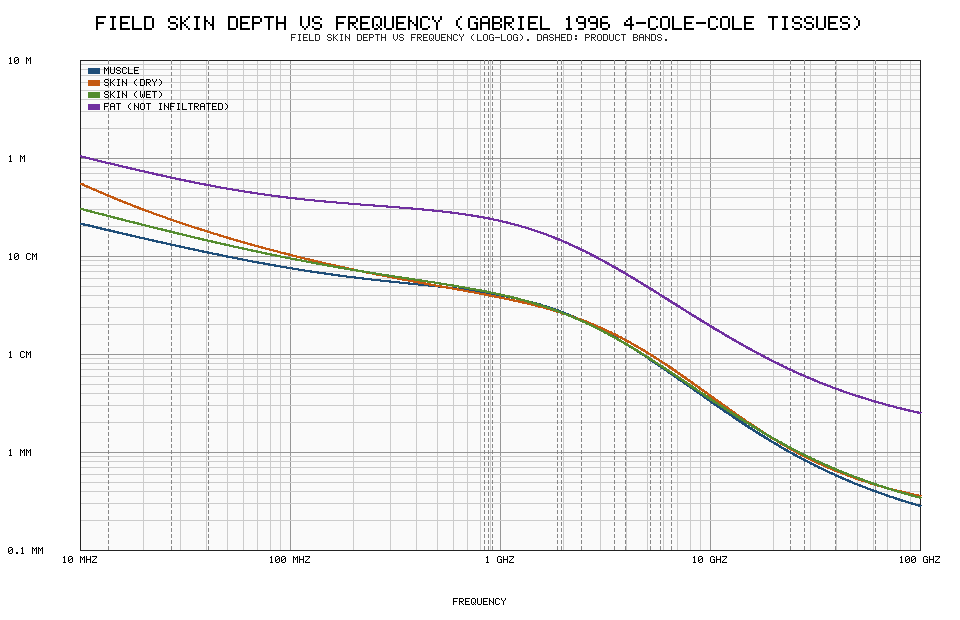 FIELD SKIN DEPTH VS FREQUENCY (GABRIEL 1996 4-COLE-COLE TISSUES)
FIELD SKIN DEPTH VS FREQUENCY (LOG-LOG). DASHED: PRODUCT BANDS.
10 M
MUSCLE
SKIN (DRY)
SKIN (WET)
FAT (NOT INFILTRATED)
1 M
10 CM
1 CM
1 MM
0.1 MM
10 MHZ
100 MHZ
1 GHZ
10 GHZ
100 GHZ
FREQUENCY